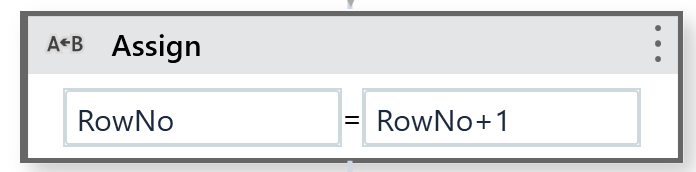 A←B Assign
RowNo = RowNo+1